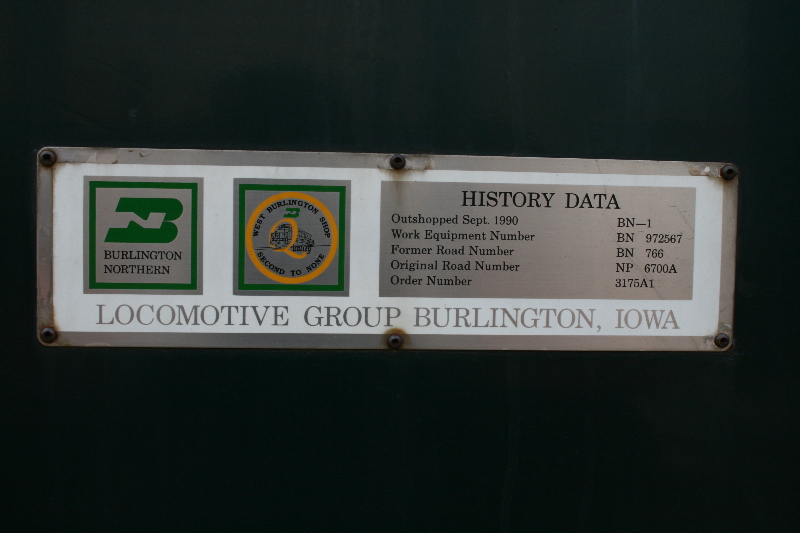 BURLINGTON
NORTHERN
WEST BURLINGTON SHOP
SECOND TO NONE
HISTORY DATA
Outshopped Sept. 1990 BN—1
Work Equipment Number BN 972567
Former Road Number BN 766
Original Road Number NP 6700A
Order Number 3175A1
LOCOMOTIVE GROUP BURLINGTON, IOWA